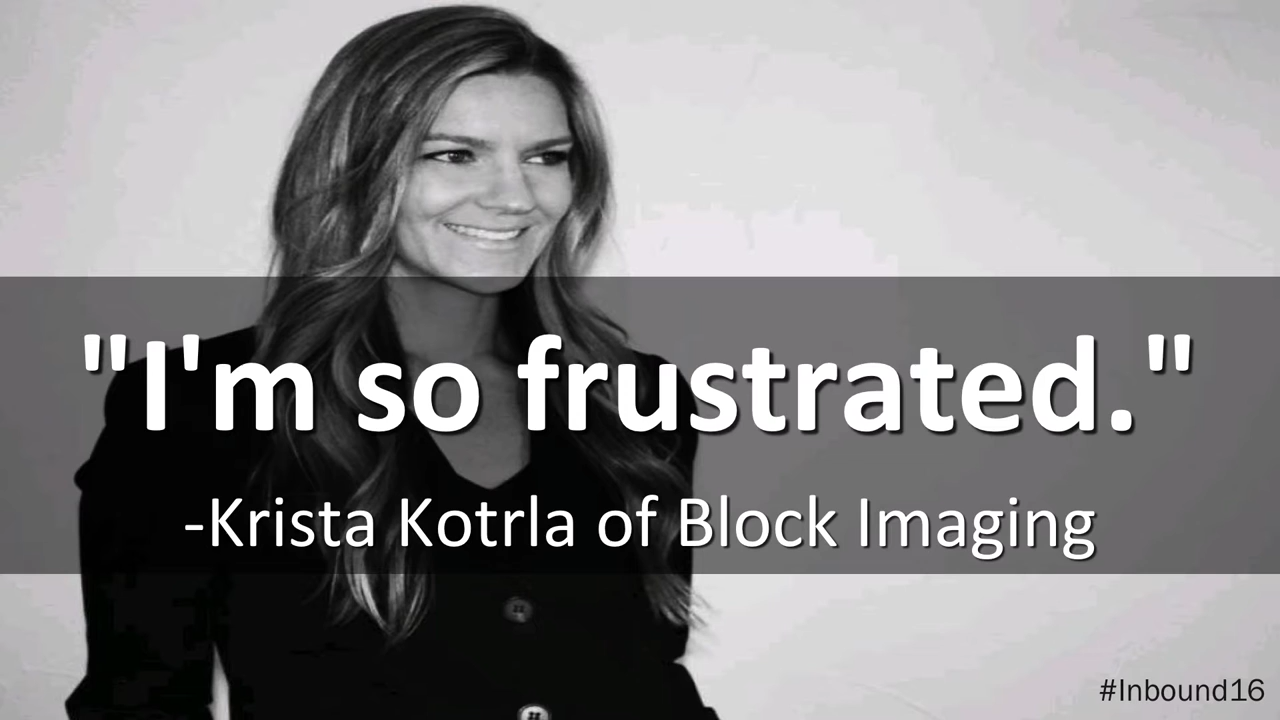 "I'm so frustrated."
-Krista Kotrla of Block Imaging
#Inbound16